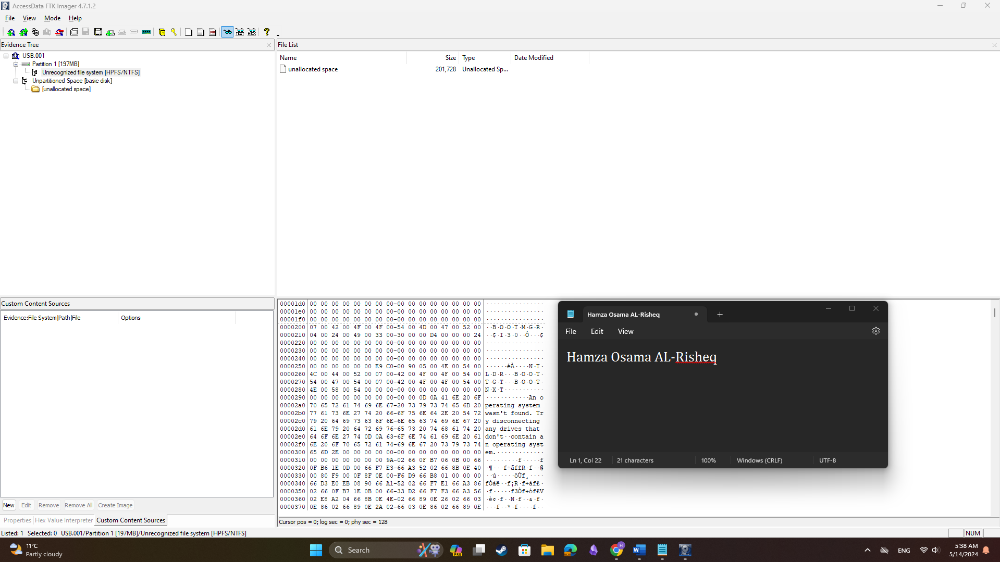 AccessData FTK Imager 4.7.1.2
File View Mode Help
Evidence Tree
USB.001
Partition 1 [197MB]
Unrecognized file system [HPFS/NTFS]
Unpartitioned Space [basic disk]
[unallocated space]
File List
Name Size Type Date Modified
unallocated space 201,728 Unallocated Sp...
Custom Content Sources
Evidence:File System|Path|File Options
New Edit Remove Remove All Create Image
Properties Hex Value Interpreter Custom Content Sources
00001d0 00 00 00 00 00 00 00 00-00 00 00 00 00 00 00 00 ················
00001e0 00 00 00 00 00 00 00 00-00 00 00 00 00 00 00 00 ················
00001f0 00 00 00 00 00 00 00 00-00 00 00 00 00 00 00 00 ················
0000200 07 00 42 00 4F 00 4F 00-54 00 4D 00 47 00 52 00 ··B·O·O·T·M·G·R·
0000210 04 00 24 00 49 00 33 00-30 00 00 D4 00 00 00 24 ··$·I·3·0··Ô···$
0000220 00 00 00 00 00 00 00 00-00 00 00 00 00 00 00 00 ················
0000230 00 00 00 00 00 00 00 00-00 00 00 00 00 00 00 00 ················
0000240 00 00 00 00 00 00 00 00-00 00 00 00 00 00 00 00 ················
0000250 00 00 00 00 00 00 E9 C0-00 90 05 00 4E 00 54 00 ······éÀ····N·T·
0000260 4C 00 44 00 52 00 07 00-42 00 4F 00 4F 00 54 00 L·D·R···B·O·O·T·
0000270 54 00 47 00 54 00 07 00-42 00 4F 00 4F 00 54 00 T·G·T···B·O·O·T·
0000280 4E 00 58 00 54 00 00 00-00 00 00 00 00 00 00 00 N·X·T···········
0000290 00 00 00 00 00 00 00 00-00 00 0D 0A 41 6E 20 6F ············An o
00002a0 70 65 72 61 74 69 6E 67-20 73 79 73 74 65 6D 20 perating system
00002b0 77 61 73 6E 27 74 20 66-6F 75 6E 64 2E 20 54 72 wasn't found. Tr
00002c0 79 20 64 69 73 63 6F 6E-6E 65 63 74 69 6E 67 20 y disconnecting
00002d0 61 6E 79 20 64 72 69 76-65 73 20 74 68 61 74 20 any drives that
00002e0 64 6F 6E 27 74 0D 0A 63-6F 6E 74 61 69 6E 20 61 don't··contain a
00002f0 6E 20 6F 70 65 72 61 74-69 6E 67 20 73 79 73 74 n operating syst
0000300 65 6D 2E 00 00 00 00 00-00 00 00 00 00 00 00 00 em.·············
0000310 00 00 00 00 00 00 00 9A-02 66 0F B7 06 0B 00 66 ·········f·····f
0000320 0F B6 1E 0D 00 66 F7 E3-66 A3 52 02 66 8B 0E 40 ·¶···f÷ãf£R·f··@
0000330 00 80 F9 00 0F 8F 0E 00-F6 D9 66 B8 01 00 00 00 ··ù·····öÙf¸····
0000340 66 D3 E0 EB 08 90 66 A1-52 02 66 F7 E1 66 A3 86 fÓàë··f¡R·f÷áf£·
0000350 02 66 0F B7 1E 0B 00 66-33 D2 66 F7 F3 66 A3 56 ·f·····f3Òf÷óf£V
0000360 02 E8 A2 04 66 8B 0E 4E-02 66 89 0E 26 02 66 03 ·è¢·f··N·f··&·f·
0000370 0E 86 02 66 89 0E 2A 02-66 03 0E 86 02 66 89 0E ···f··*·f····f··
Cursor pos = 0; log sec = 0; phy sec = 128
Hamza Osama AL-Risheq
File Edit View
Hamza Osama AL-Risheq
Ln 1, Col 22 21 characters 100% Windows (CRLF) UTF-8
Listed: 1 Selected: 0 USB.001/Partition 1 [197MB]/Unrecognized file system [HPFS/NTFS]
NUM
11°C
Partly cloudy
Search
PRE
H
ENG
5:38 AM
5/14/2024